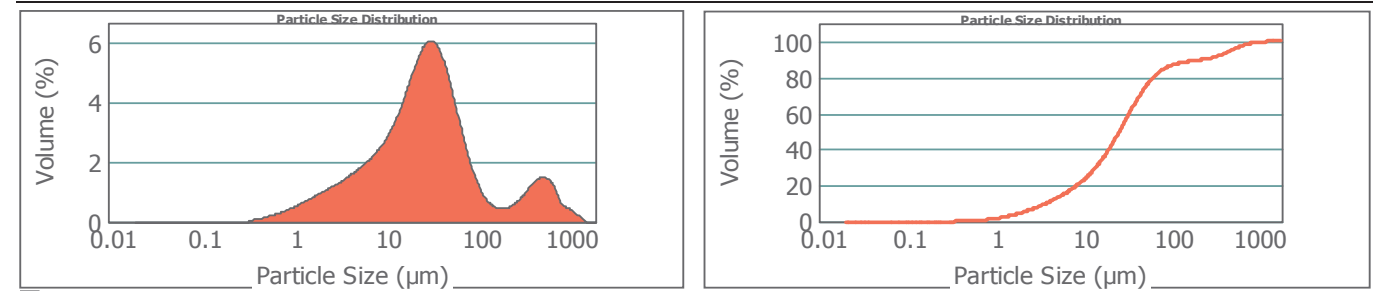 Particle Size Distribution
6
4
2
0
Volume (%)
0.01 0.1 1 10 100 1000
Particle Size (µm)
Particle Size Distribution
100
80
60
40
20
0
Volume (%)
0.01 0.1 1 10 100 1000
Particle Size (µm)